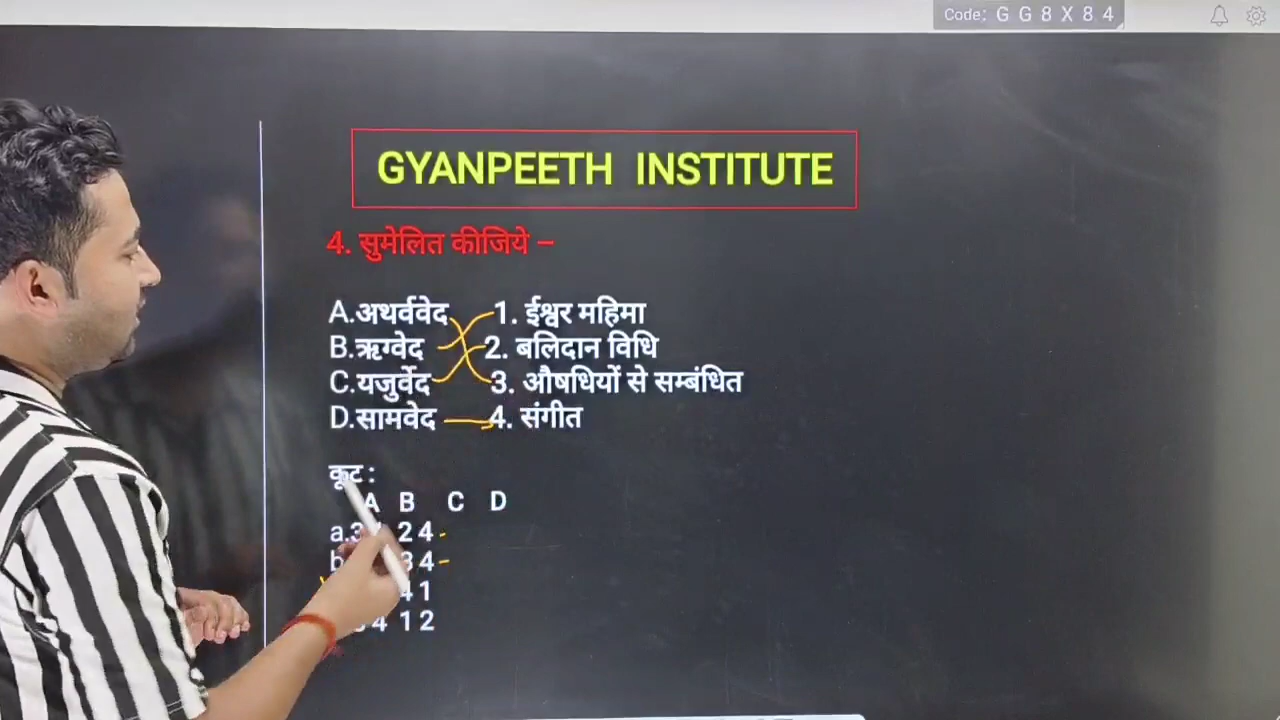 Code: G G 8 X 8 4
GYANPEETH INSTITUTE
4. सुमेलित कीजिये –
A.अथर्ववेद 1. ईश्वर महिमा
B.ऋग्वेद 2. बलिदान विधि
C.यजुर्वेद 3. औषधियों से सम्बंधित
D.सामवेद 4. संगीत
कूट :
A B C D
a.3 2 4
b 3 4
4 1
4 1 2